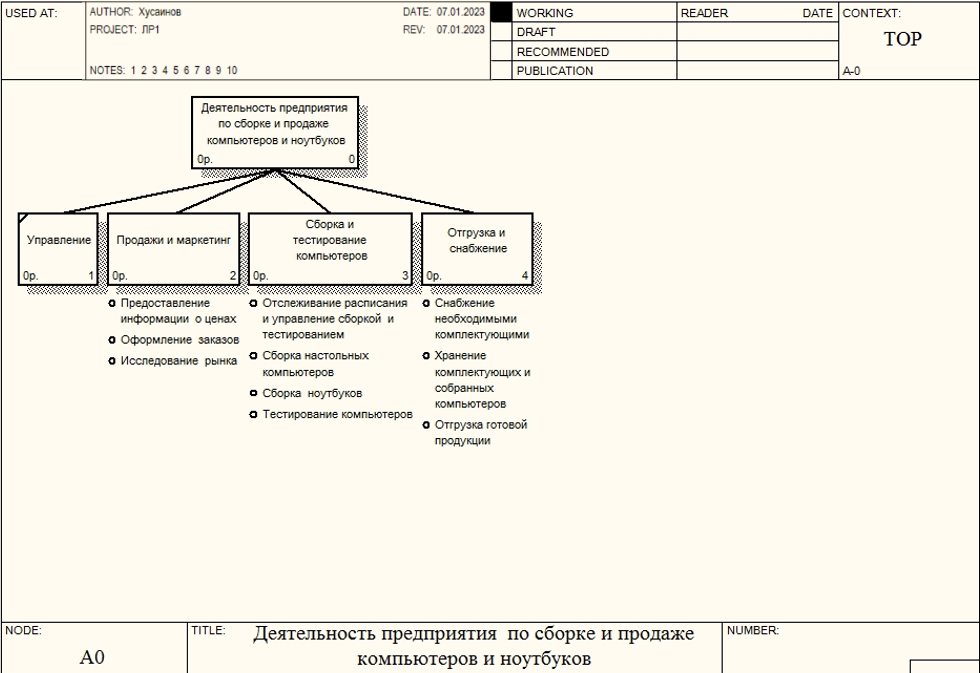 USED AT:
AUTHOR: Хусаинов
DATE: 07.01.2023
PROJECT: ЛР1
REV: 07.01.2023
NOTES: 1 2 3 4 5 6 7 8 9 10
WORKING
DRAFT
RECOMMENDED
PUBLICATION
READER DATE
CONTEXT:
TOP
A-0
Деятельность предприятия
по сборке и продаже
компьютеров и ноутбуков
0р. 0
Управление
0р. 1
Продажи и маркетинг
0р. 2
Сборка и
тестирование
компьютеров
0р. 3
Отгрузка и
снабжение
0р. 4
Предоставление
информации о ценах
Оформление заказов
Исследование рынка
Отслеживание расписания
и управление сборкой и
тестированием
Сборка настольных
компьютеров
Сборка ноутбуков
Тестирование компьютеров
Снабжение
необходимыми
комплектующими
Хранение
комплектующих и
собранных
компьютеров
Отгрузка готовой
продукции
NODE:
A0
TITLE:
Деятельность предприятия по сборке и продаже
компьютеров и ноутбуков
NUMBER: